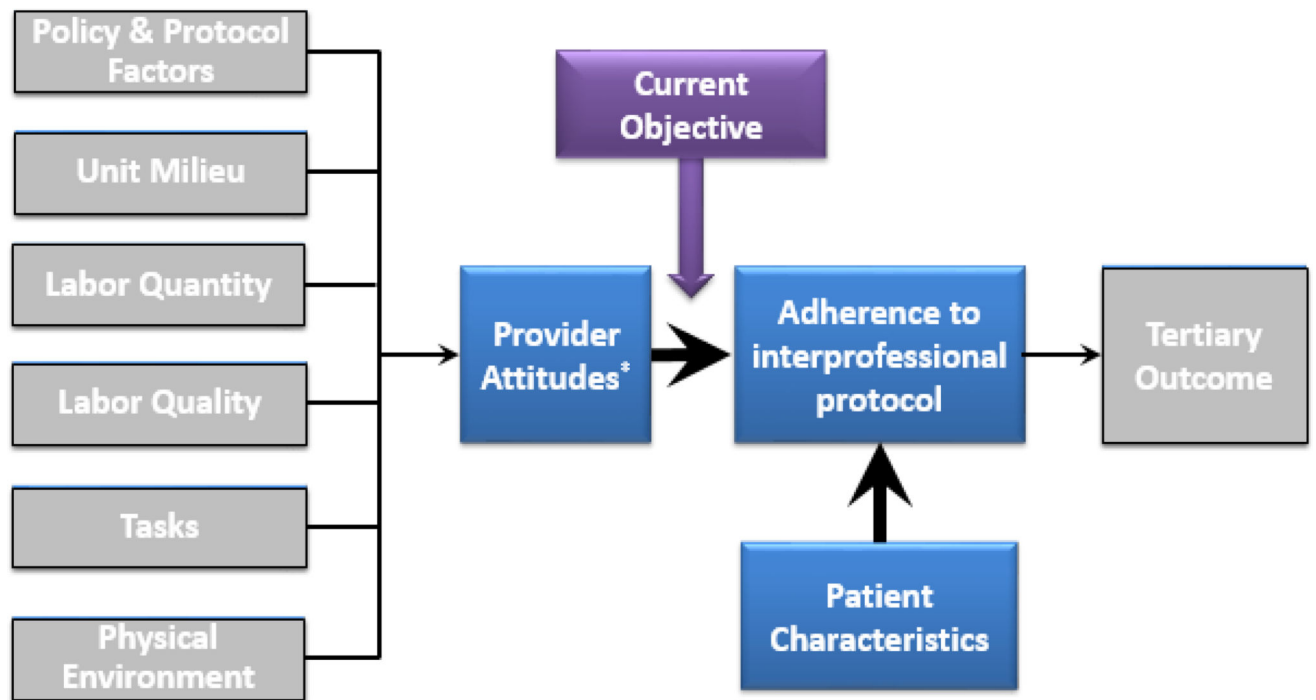 Policy & Protocol
Factors
Unit Milieu
Labor Quantity
Labor Quality
Tasks
Physical
Environment
Current
Objective
Provider
Attitudes*
Adherence to
interprofessional
protocol
Patient
Characteristics
Tertiary
Outcome